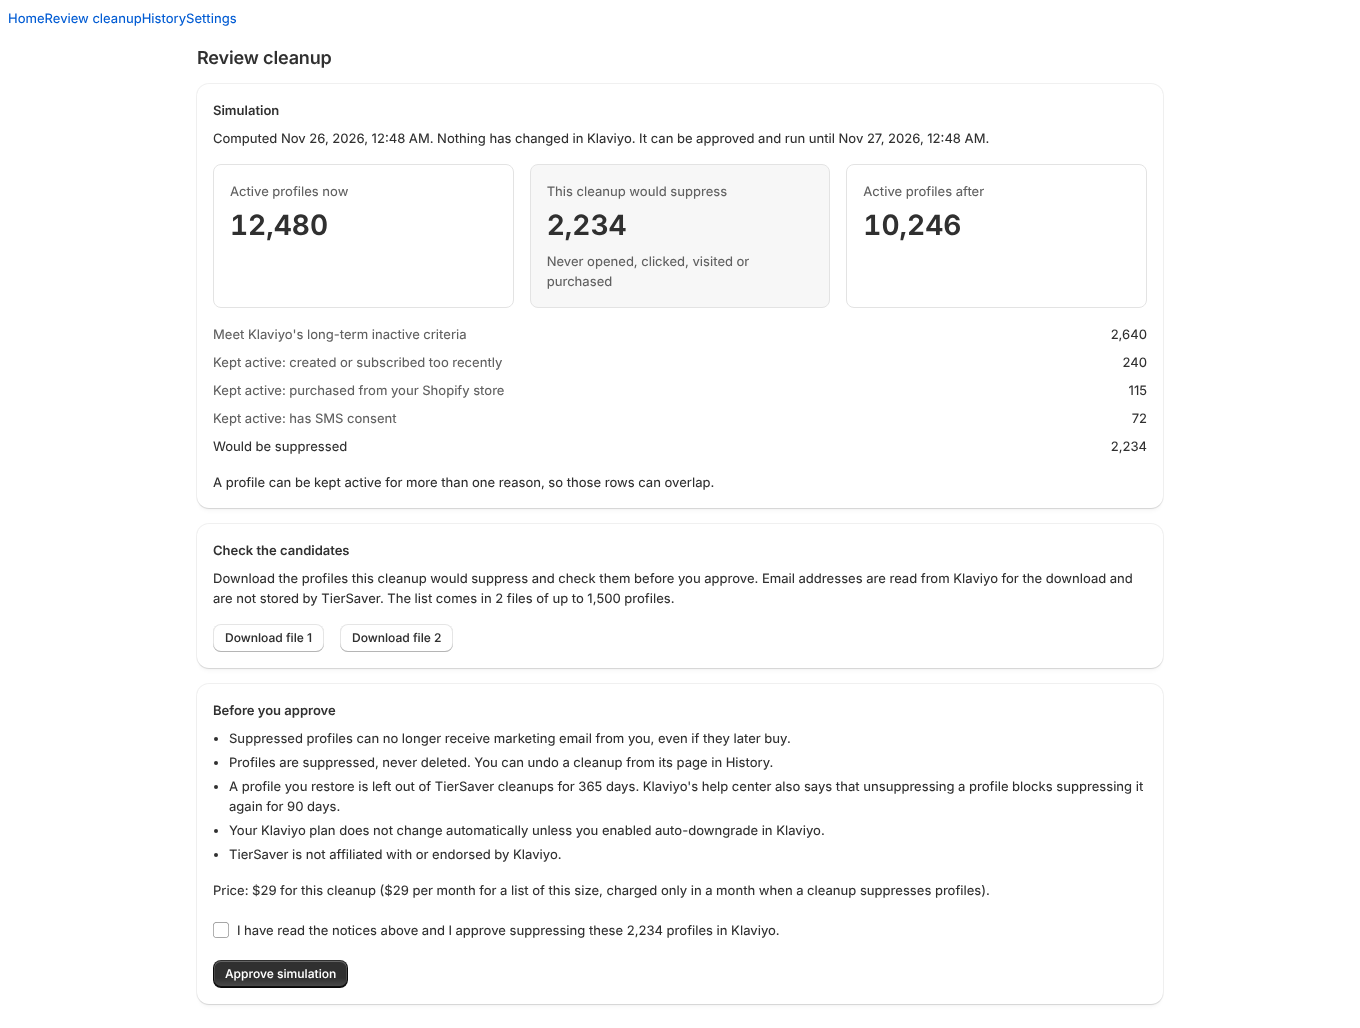 HomeReview cleanupHistorySettings
Review cleanup
Simulation
Computed Nov 26, 2026, 12:48 AM. Nothing has changed in Klaviyo. It can be approved and run until Nov 27, 2026, 12:48 AM.
Active profiles now
12,480
This cleanup would suppress
2,234
Never opened, clicked, visited or
purchased
Active profiles after
10,246
Meet Klaviyo's long-term inactive criteria 2,640
Kept active: created or subscribed too recently 240
Kept active: purchased from your Shopify store 115
Kept active: has SMS consent 72
Would be suppressed 2,234
A profile can be kept active for more than one reason, so those rows can overlap.
Check the candidates
Download the profiles this cleanup would suppress and check them before you approve. Email addresses are read from Klaviyo for the download and
are not stored by TierSaver. The list comes in 2 files of up to 1,500 profiles.
Download file 1 Download file 2
Before you approve
• Suppressed profiles can no longer receive marketing email from you, even if they later buy.
• Profiles are suppressed, never deleted. You can undo a cleanup from its page in History.
• A profile you restore is left out of TierSaver cleanups for 365 days. Klaviyo's help center also says that unsuppressing a profile blocks suppressing it
again for 90 days.
• Your Klaviyo plan does not change automatically unless you enabled auto-downgrade in Klaviyo.
• TierSaver is not affiliated with or endorsed by Klaviyo.
Price: $29 for this cleanup ($29 per month for a list of this size, charged only in a month when a cleanup suppresses profiles).
I have read the notices above and I approve suppressing these 2,234 profiles in Klaviyo.
Approve simulation